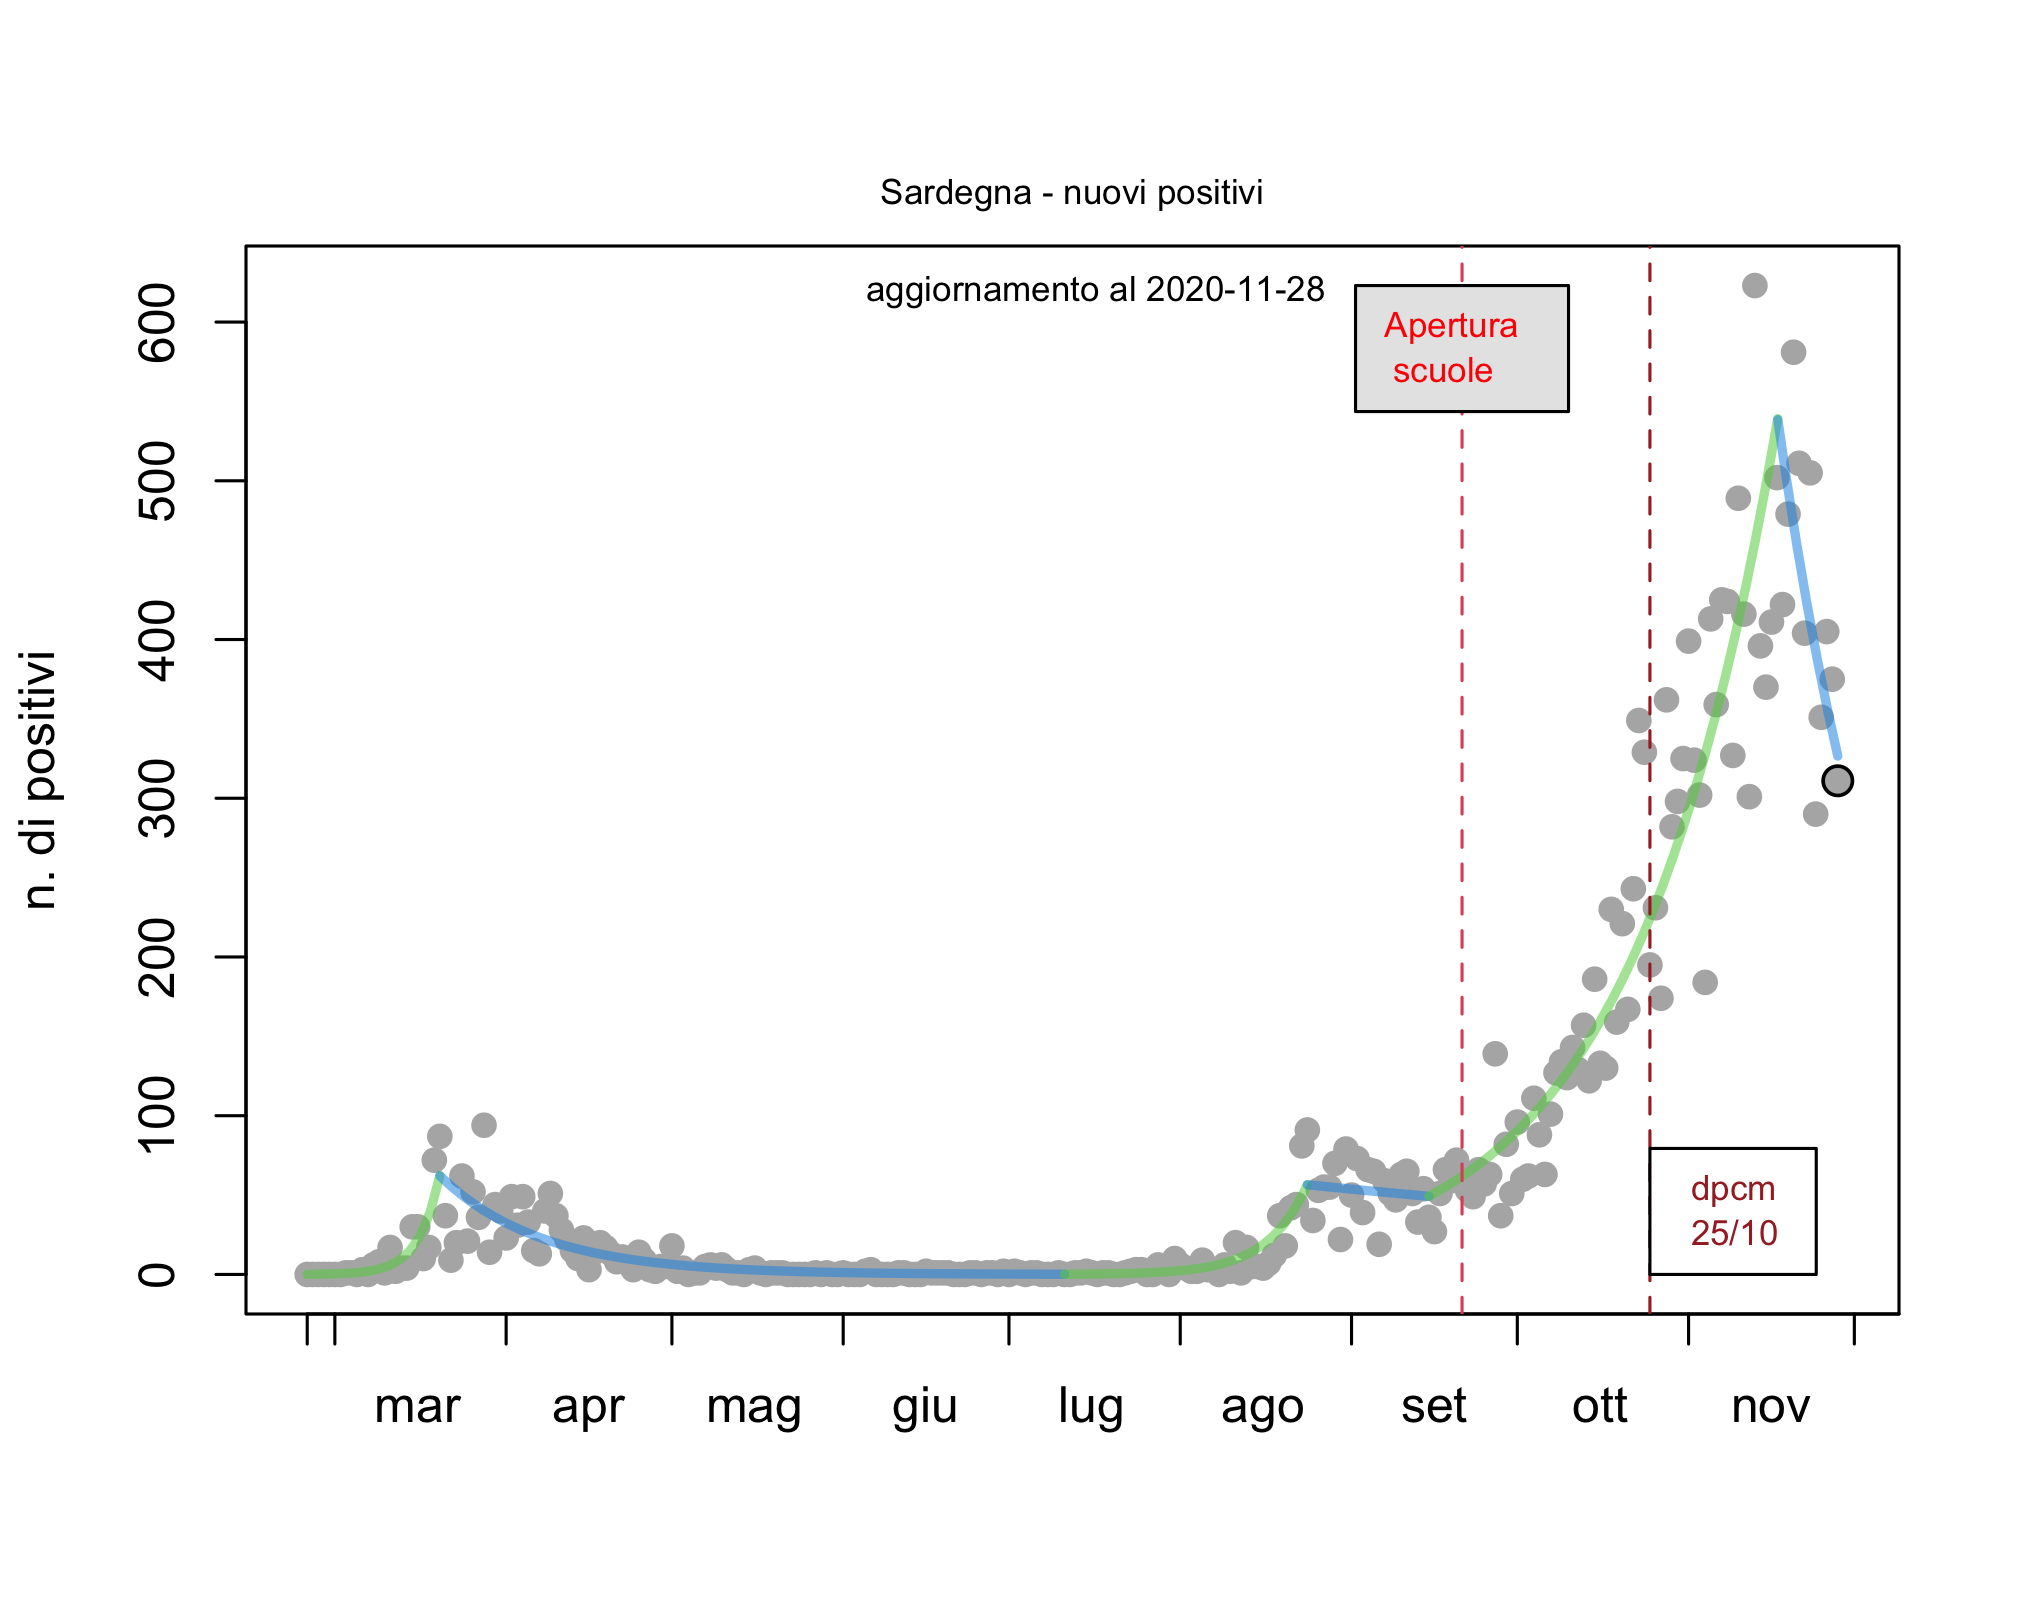 Sardegna - nuovi positivi
aggiornamento al 2020-11-28
Apertura
scuole
dpcm
25/10
n. di positivi
600
500
400
300
200
100
0
mar apr mag giu lug ago set ott nov